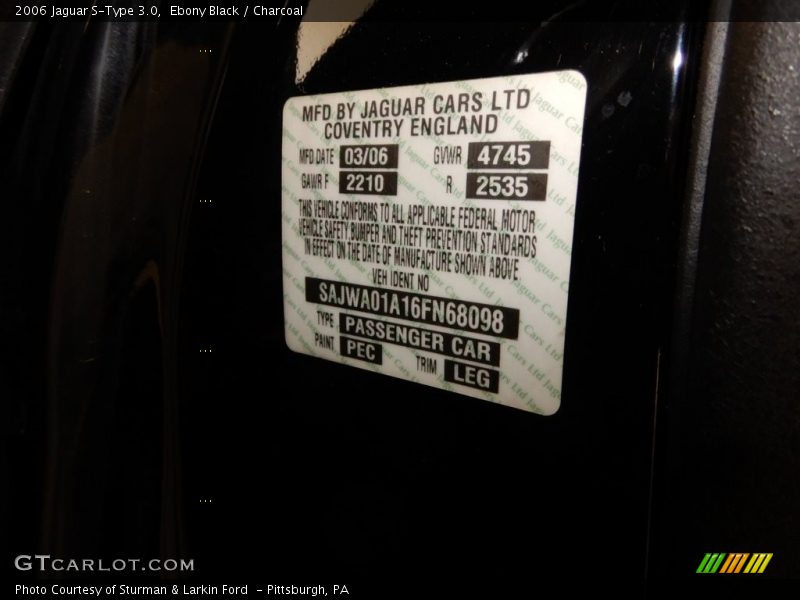 2006 Jaguar S-Type 3.0, Ebony Black / Charcoal
MFD BY JAGUAR CARS LTD
COVENTRY ENGLAND
MFD DATE 03/06 GVWR 4745
GAWR F 2210 R 2535
THIS VEHICLE CONFORMS TO ALL APPLICABLE FEDERAL MOTOR
VEHICLE SAFETY BUMPER AND THEFT PREVENTION STANDARDS
IN EFFECT ON THE DATE OF MANUFACTURE SHOWN ABOVE
VEH IDENT NO
SAJWA01A16FN68098
TYPE PASSENGER CAR
PAINT PEC TRIM LEG
GTCARLOT.COM
Photo Courtesy of Sturman & Larkin Ford - Pittsburgh, PA